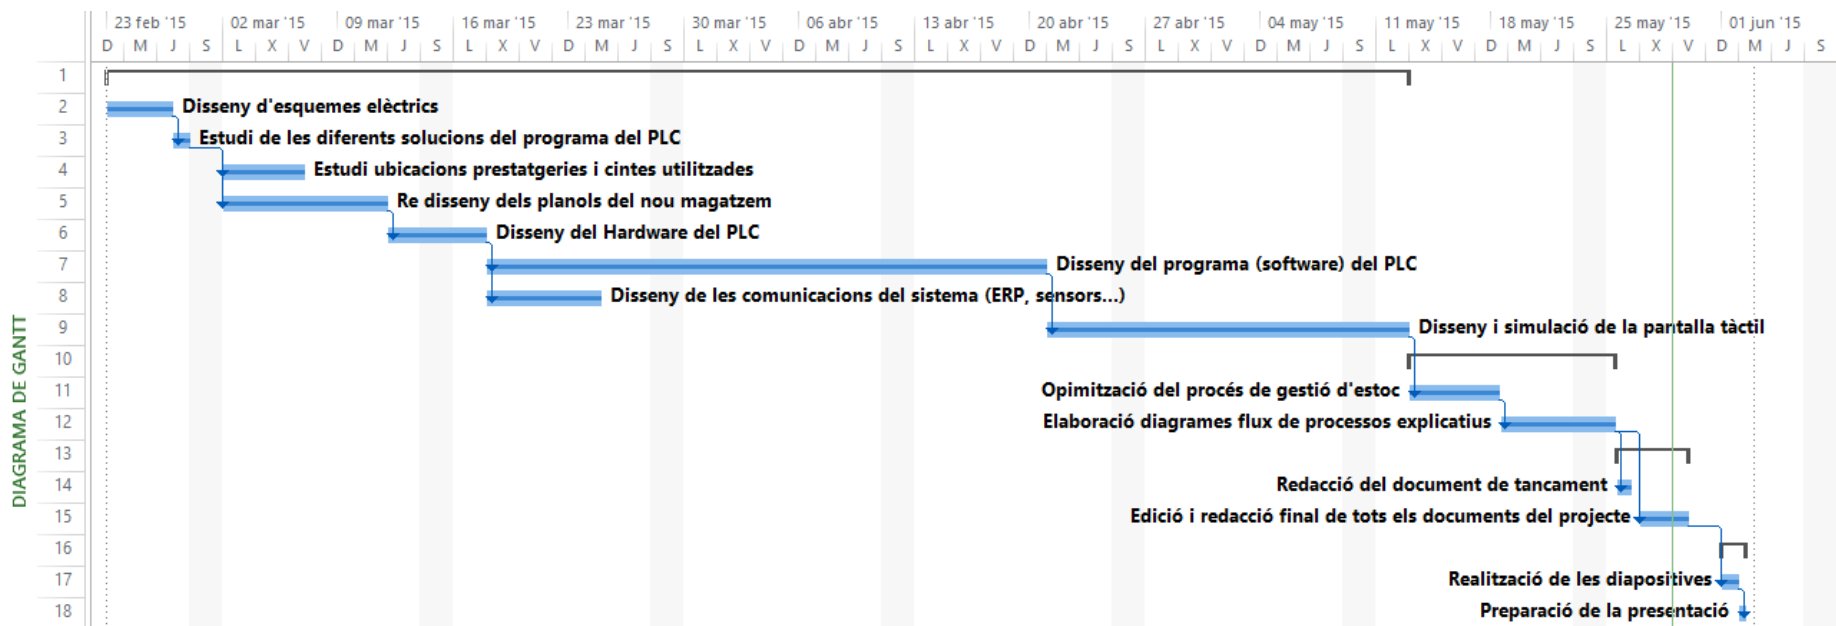 23 feb '15 02 mar '15 09 mar '15 16 mar '15 23 mar '15 30 mar '15 06 abr '15 13 abr '15 20 abr '15 27 abr '15 04 may '15 11 may '15 18 may '15 25 may '15 01 jun '15
D M J S L X V D M J S L X V D M J S L X V D M J S L X V D M J S L X V D M J S L X V D M J S L X V D M S
DIAGRAMA DE GANTT
1
2 Disseny d'esquemes elèctrics
3 Estudi de les diferents solucions del programa del PLC
4 Estudi ubicacions prestatgeries i cintes utilitzades
5 Re disseny dels planols del nou magatzem
6 Disseny del Hardware del PLC
7 Disseny del programa (software) del PLC
8 Disseny de les comunicacions del sistema (ERP, sensors...)
9 Disseny i simulació de la pantalla tàctil
10
11 Opimització del procés de gestió d'estoc
12 Elaboració diagrames flux de processos explicatius
13
14 Redacció del document de tancament
15 Edició i redacció final de tots els documents del projecte
16
17 Realització de les diapositives
18 Preparació de la presentació